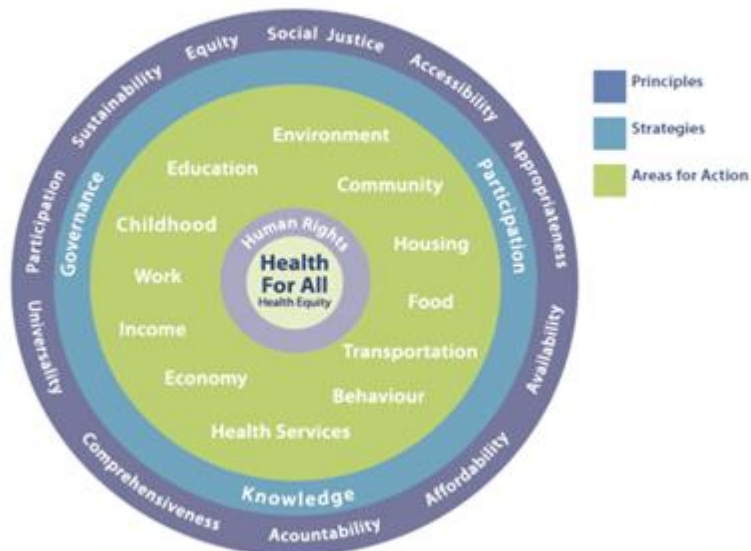 Social Justice
Equity
Accessibility
Sustainability
Appropriateness
Participation
Universality
Availability
Comprehensiveness
Affordability
Acountability
Governance
Participation
Knowledge
Environment
Education
Community
Childhood
Housing
Work
Food
Income
Transportation
Economy
Behaviour
Health Services
Human Rights
Health
For All
Health Equity
Principles
Strategies
Areas for Action